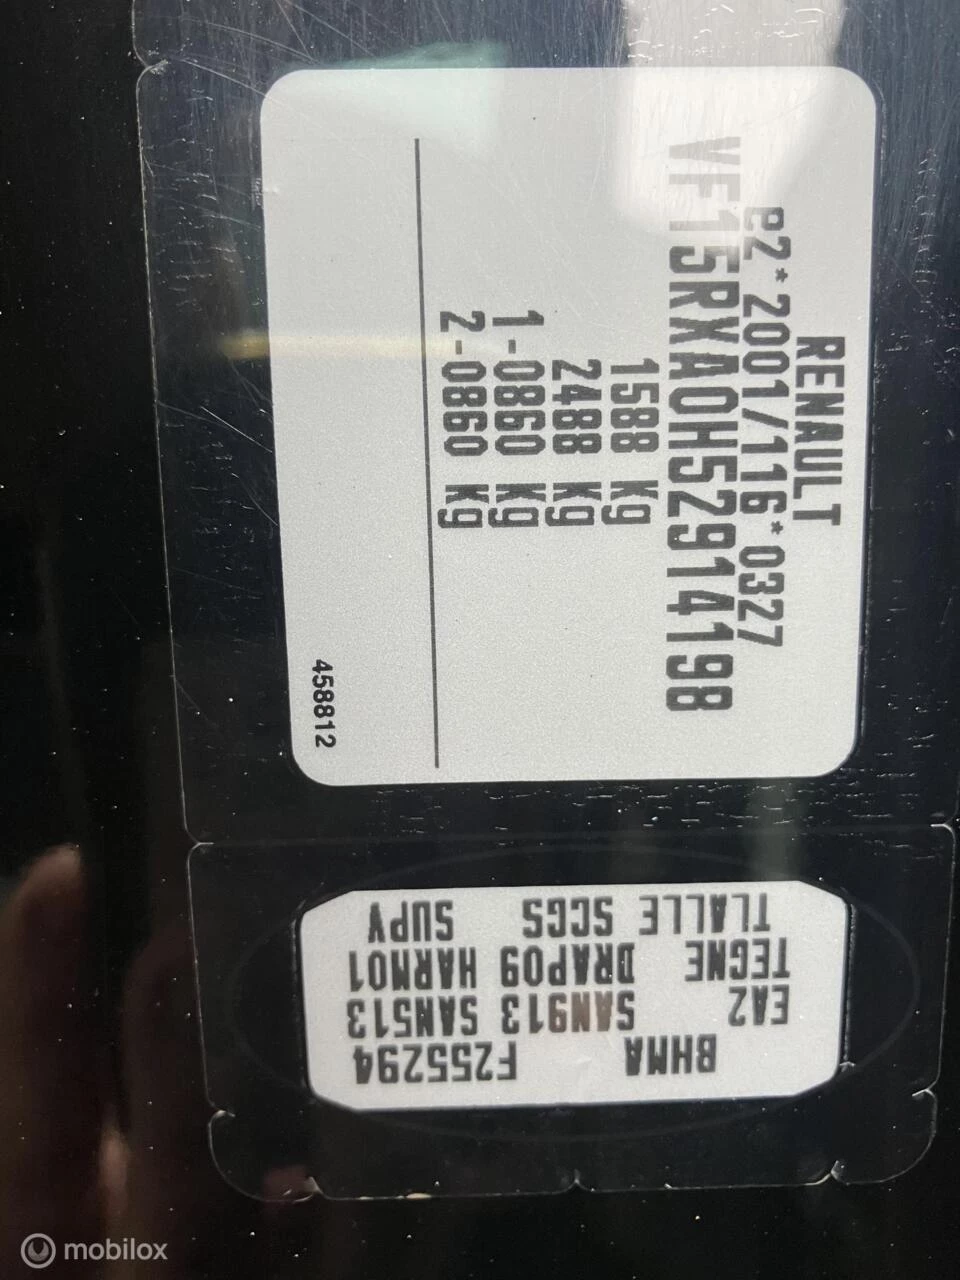 RENAULT
e2*2001/116*0327
VF15RXA0H52914198
1588 Kg
2488 Kg
1-0860 Kg
2-0860 Kg
458812
BHMA F255294
EA2 SAN913 SAN513
TEGNE DRAP09 HARM01
TLALLE SCGS SUPV
mobilox